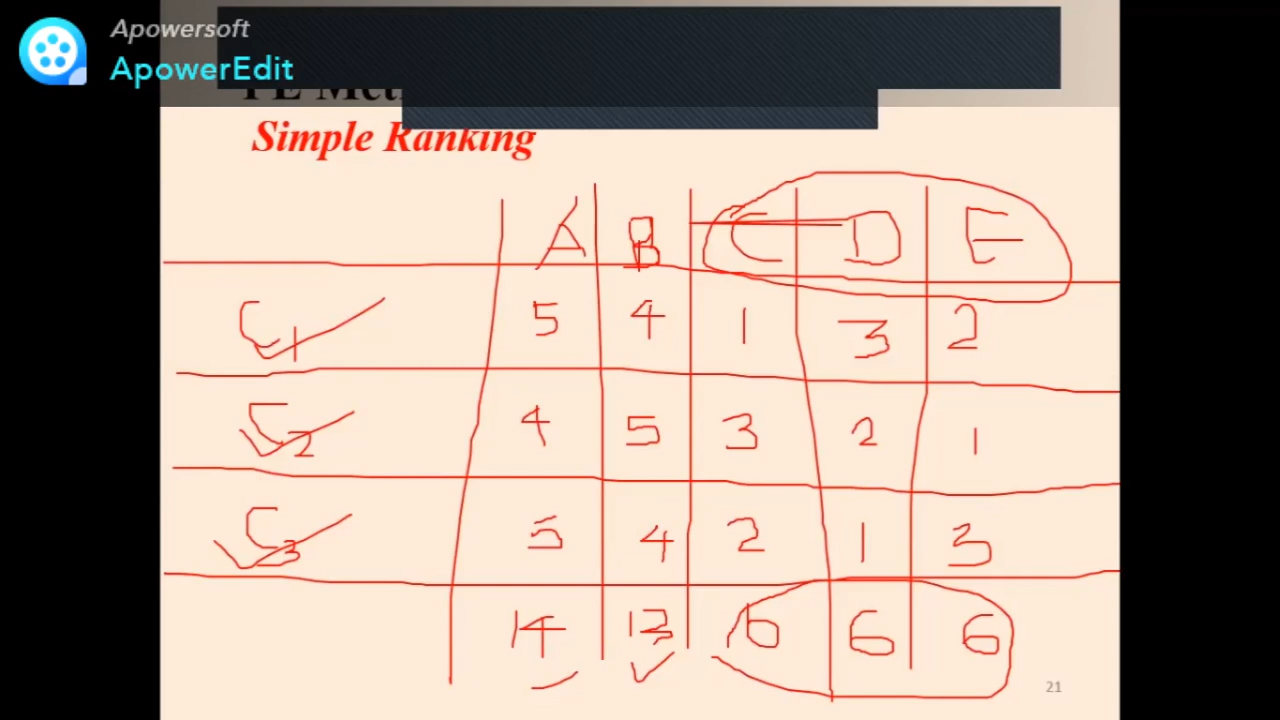 Apowersoft
ApowerEdit
Simple Ranking
A B C D E
C1 5 4 1 3 2
C2 4 5 3 2 1
C3 5 4 2 1 3
14 13 6 6 6
21